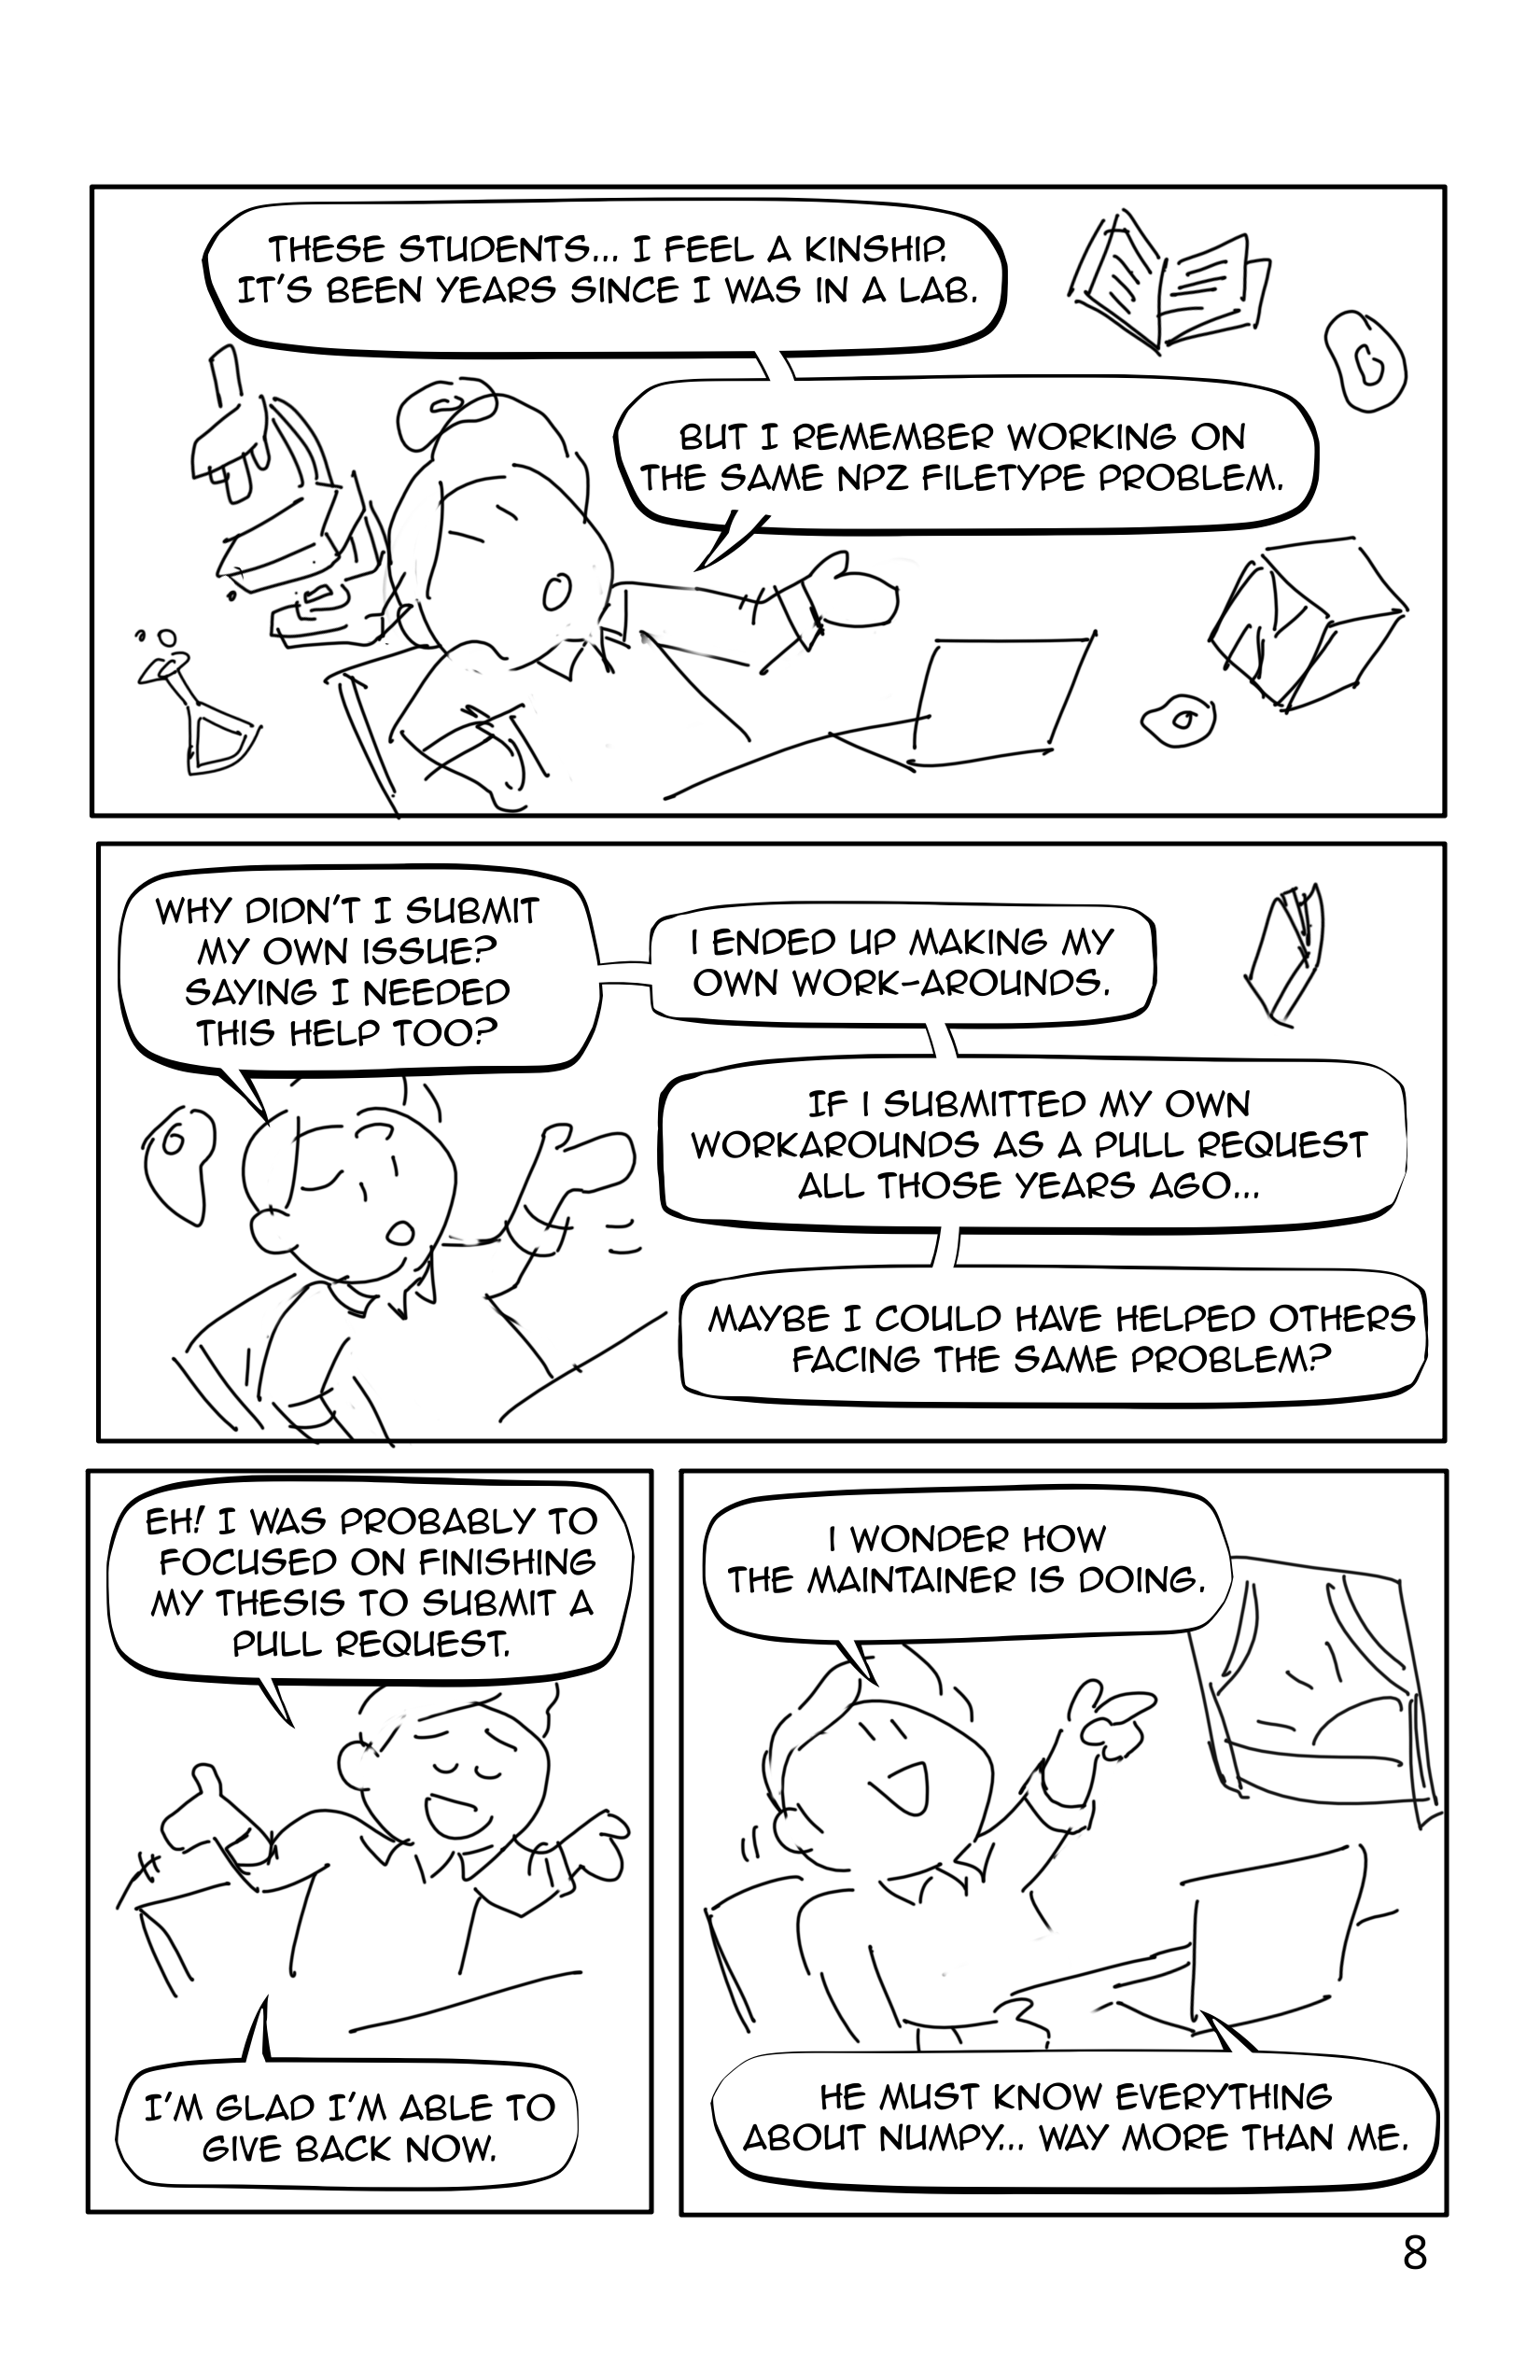 THESE STUDENTS... I FEEL A KINSHIP.
IT'S BEEN YEARS SINCE I WAS IN A LAB.
BUT I REMEMBER WORKING ON
THE SAME NPZ FILETYPE PROBLEM.
WHY DIDN'T I SUBMIT
MY OWN ISSUE?
SAYING I NEEDED
THIS HELP TOO?
I ENDED UP MAKING MY
OWN WORK-AROUNDS.
IF I SUBMITTED MY OWN
WORKAROUNDS AS A PULL REQUEST
ALL THOSE YEARS AGO...
MAYBE I COULD HAVE HELPED OTHERS
FACING THE SAME PROBLEM?
EH! I WAS PROBABLY TO
FOCUSED ON FINISHING
MY THESIS TO SUBMIT A
PULL REQUEST.
I'M GLAD I'M ABLE TO
GIVE BACK NOW.
I WONDER HOW
THE MAINTAINER IS DOING.
HE MUST KNOW EVERYTHING
ABOUT NUMPY... WAY MORE THAN ME.
8